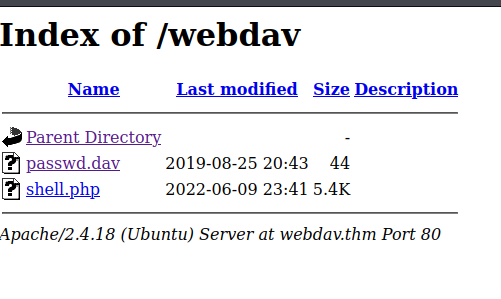 Index of /webdav
Name Last modified Size Description
Parent Directory -
passwd.dav 2019-08-25 20:43 44
shell.php 2022-06-09 23:41 5.4K
Apache/2.4.18 (Ubuntu) Server at webdav.thm Port 80